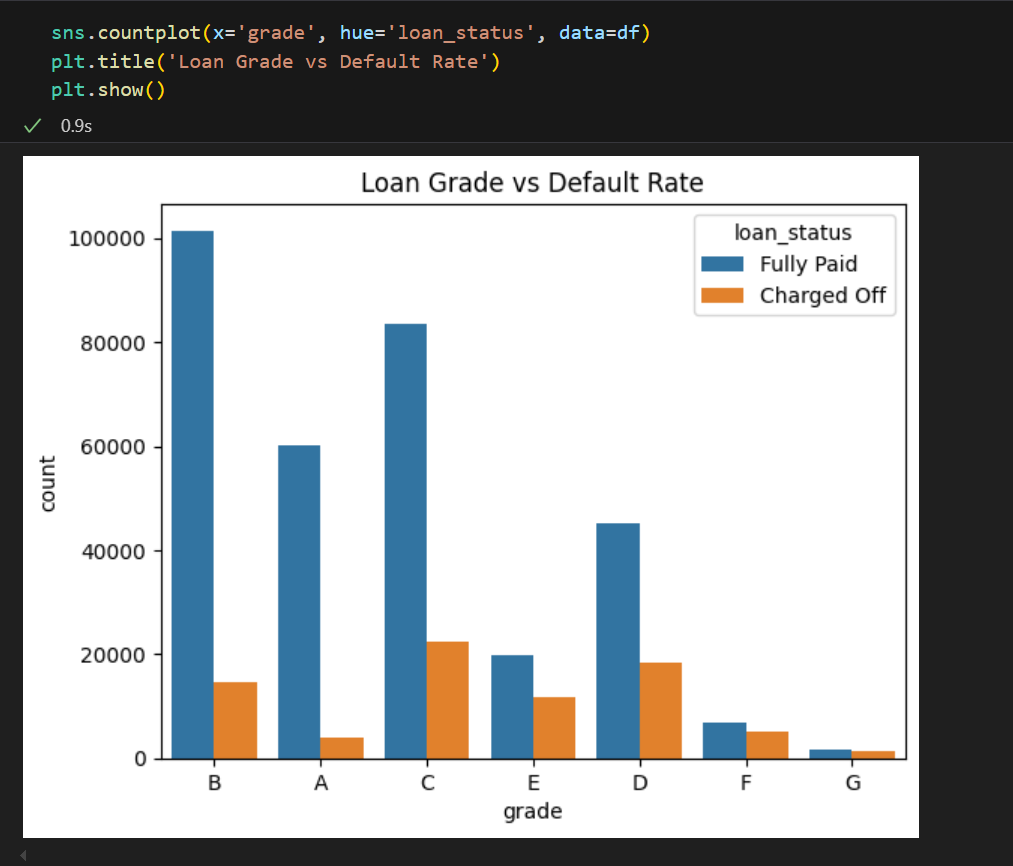 sns.countplot(x='grade', hue='loan_status', data=df)
plt.title('Loan Grade vs Default Rate')
plt.show()
0.9s
Loan Grade vs Default Rate
loan_status
Fully Paid
Charged Off
100000
80000
60000
40000
20000
0
count
B A C E D F G
grade